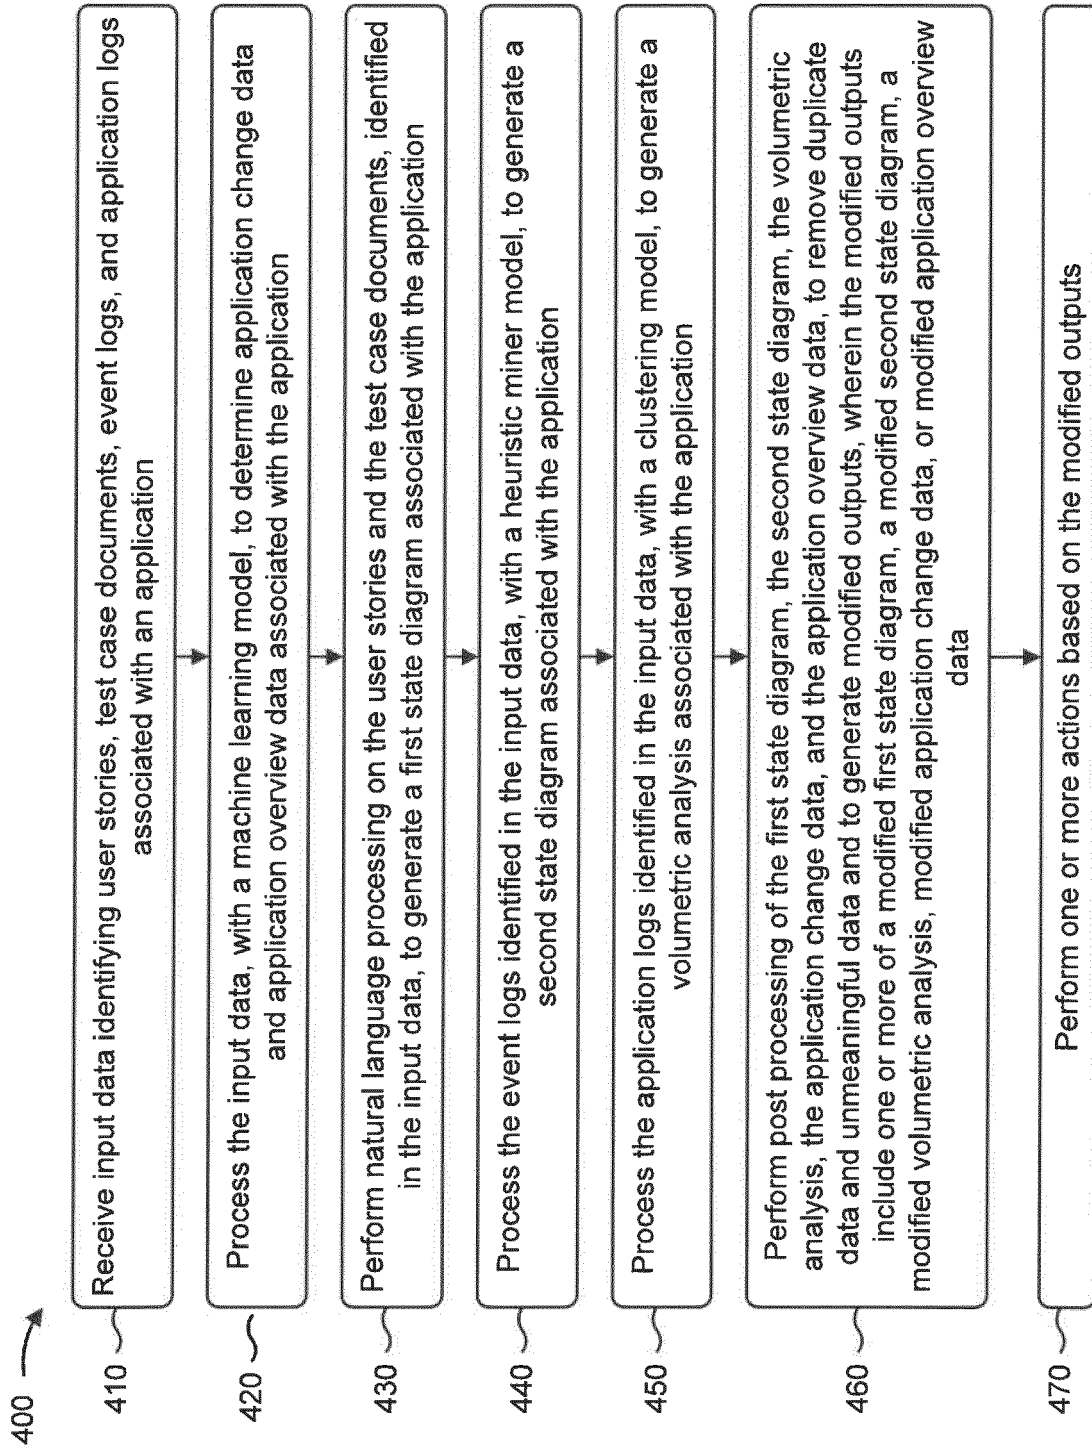 400
410
Receive input data identifying user stories, test case documents, event logs, and application logs
associated with an application
420
Process the input data, with a machine learning model, to determine application change data
and application overview data associated with the application
430
Perform natural language processing on the user stories and the test case documents, identified
in the input data, to generate a first state diagram associated with the application
440
Process the event logs identified in the input data, with a heuristic miner model, to generate a
second state diagram associated with the application
450
Process the application logs identified in the input data, with a clustering model, to generate a
volumetric analysis associated with the application
460
Perform post processing of the first state diagram, the second state diagram, the volumetric
analysis, the application change data, and the application overview data, to remove duplicate
data and unmeaningful data and to generate modified outputs, wherein the modified outputs
include one or more of a modified first state diagram, a modified second state diagram, a
modified volumetric analysis, modified application change data, or modified application overview
data
470
Perform one or more actions based on the modified outputs